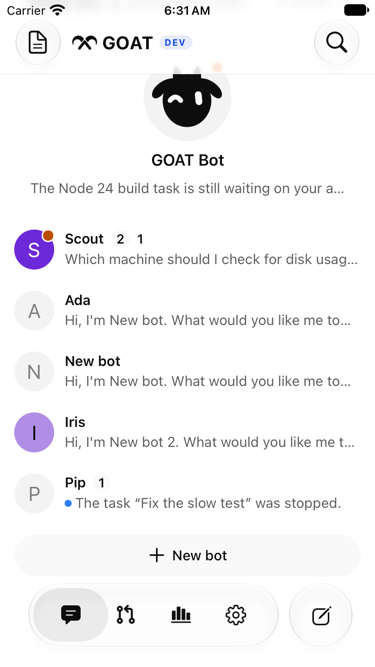 Carrier 6:31 AM
GOAT DEV
GOAT Bot
The Node 24 build task is still waiting on your a...
S
Scout 2 1
Which machine should I check for disk usag...
A
Ada
Hi, I'm New bot. What would you like me to...
N
New bot
Hi, I'm New bot. What would you like me to...
I
Iris
Hi, I'm New bot 2. What would you like me t...
P
Pip 1
The task “Fix the slow test” was stopped.
+ New bot